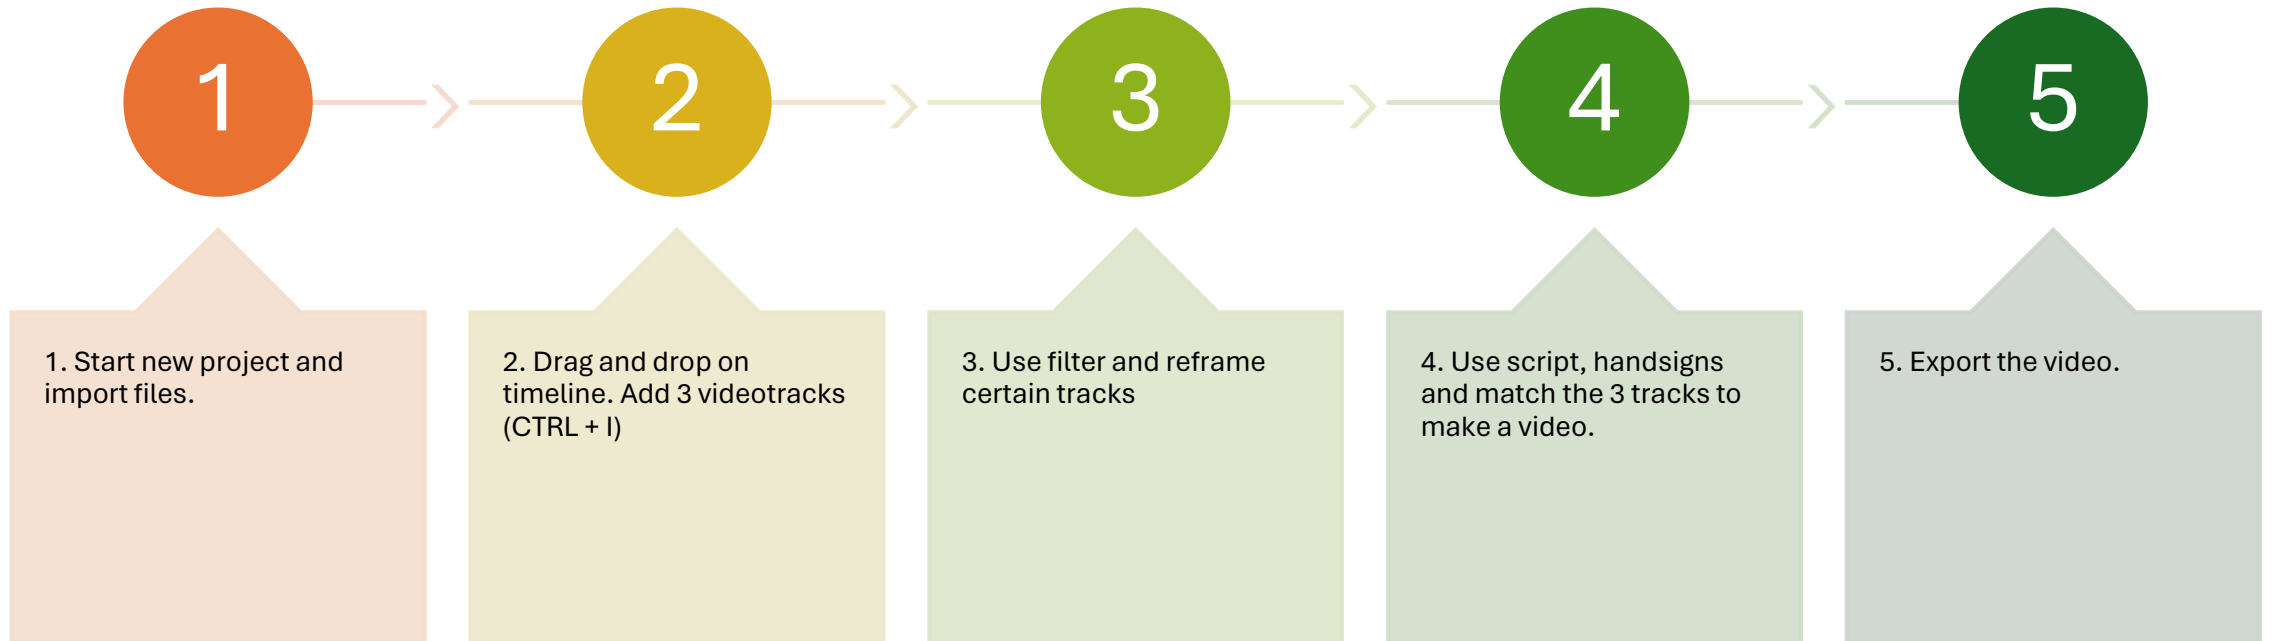 1
2
3
4
5
1. Start new project and
import files.
2. Drag and drop on
timeline. Add 3 videotracks
(CTRL + I)
3. Use filter and reframe
certain tracks
4. Use script, handsigns
and match the 3 tracks to
make a video.
5. Export the video.